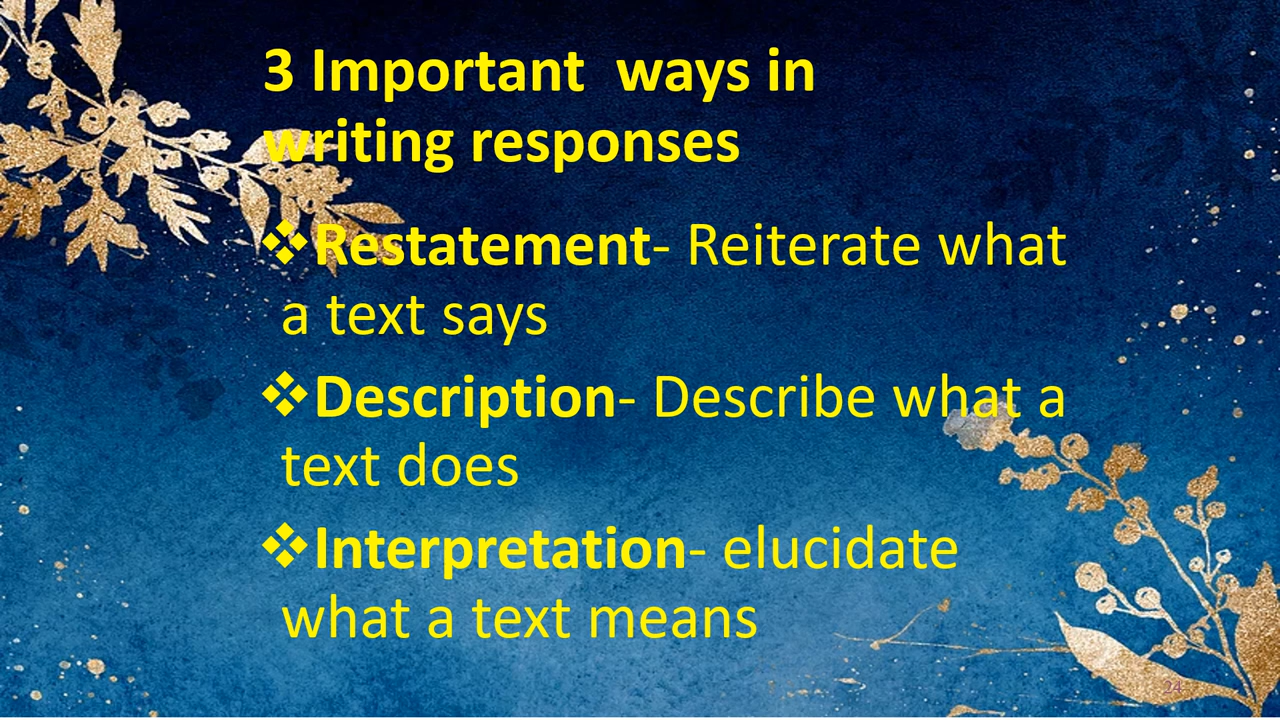 3 Important  ways in
writing responses
❖Restatement- Reiterate what
a text says
❖Description- Describe what a
text does
❖Interpretation- elucidate
what a text means
24